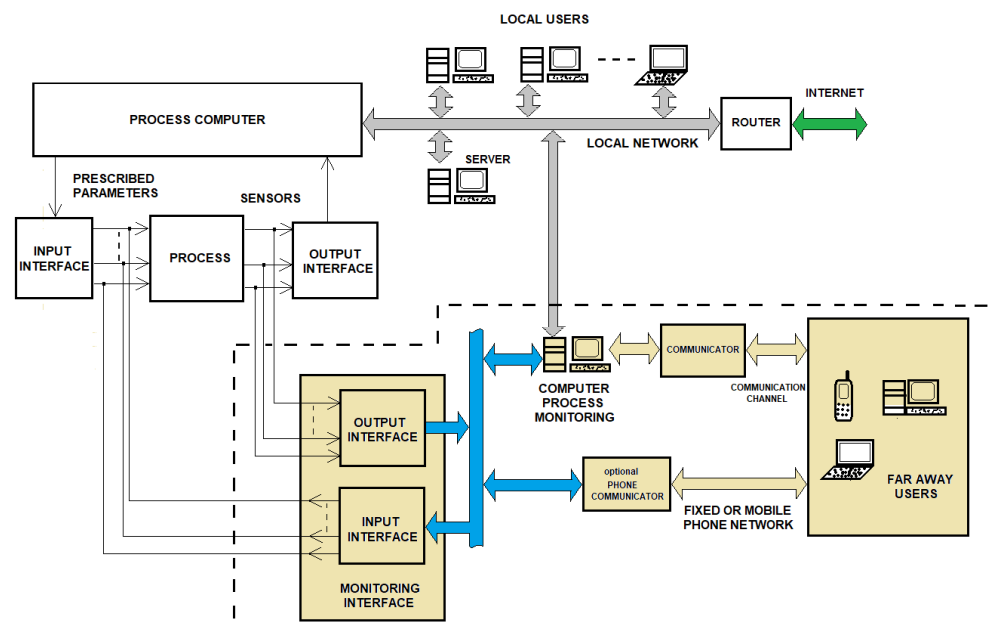 LOCAL USERS
PROCESS COMPUTER
INTERNET
ROUTER
LOCAL NETWORK
SERVER
PRESCRIBED
PARAMETERS
SENSORS
INPUT
INTERFACE
PROCESS
OUTPUT
INTERFACE
COMMUNICATOR
COMPUTER
PROCESS
MONITORING
COMMUNICATION
CHANNEL
OUTPUT
INTERFACE
optional
PHONE
COMMUNICATOR
FAR AWAY
USERS
FIXED OR MOBILE
PHONE NETWORK
INPUT
INTERFACE
MONITORING
INTERFACE